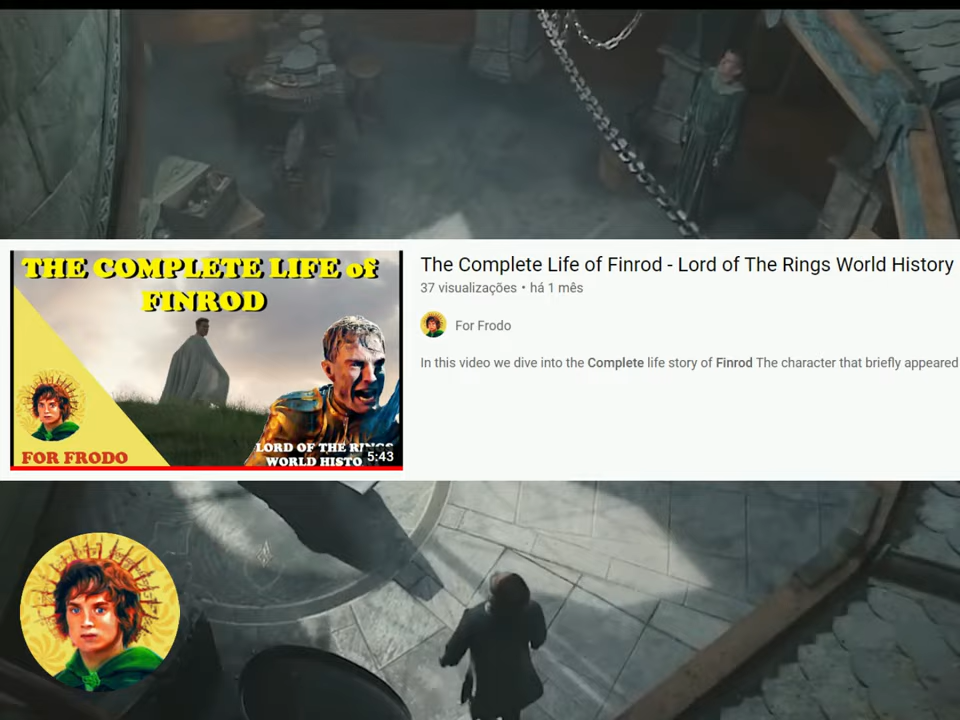 THE COMPLETE LIFE of
FINROD
FOR FRODO
LORD OF THE RINGS
WORLD HISTO
5:43
The Complete Life of Finrod - Lord of The Rings World History
37 visualizações • há 1 mês
For Frodo
In this video we dive into the Complete life story of Finrod The character that briefly appeared